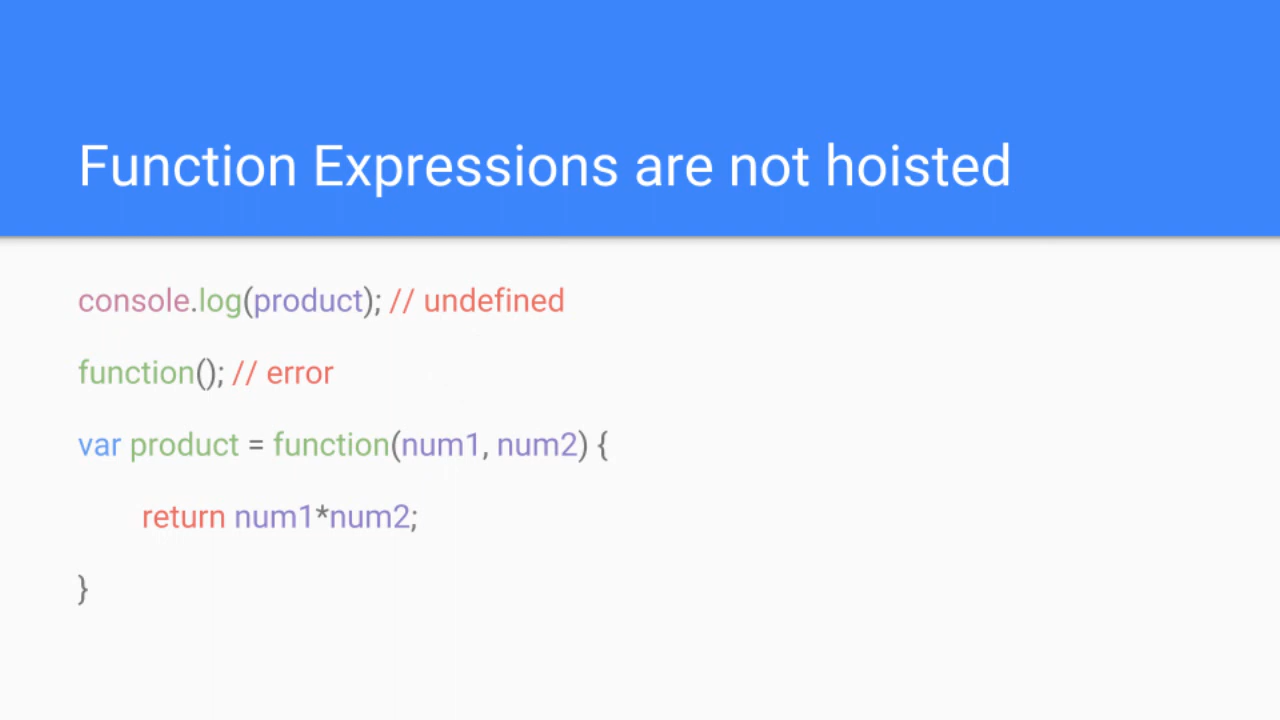 Function Expressions are not hoisted
console.log(product); // undefined
function(); // error
var product = function(num1, num2) {
return num1*num2;
}